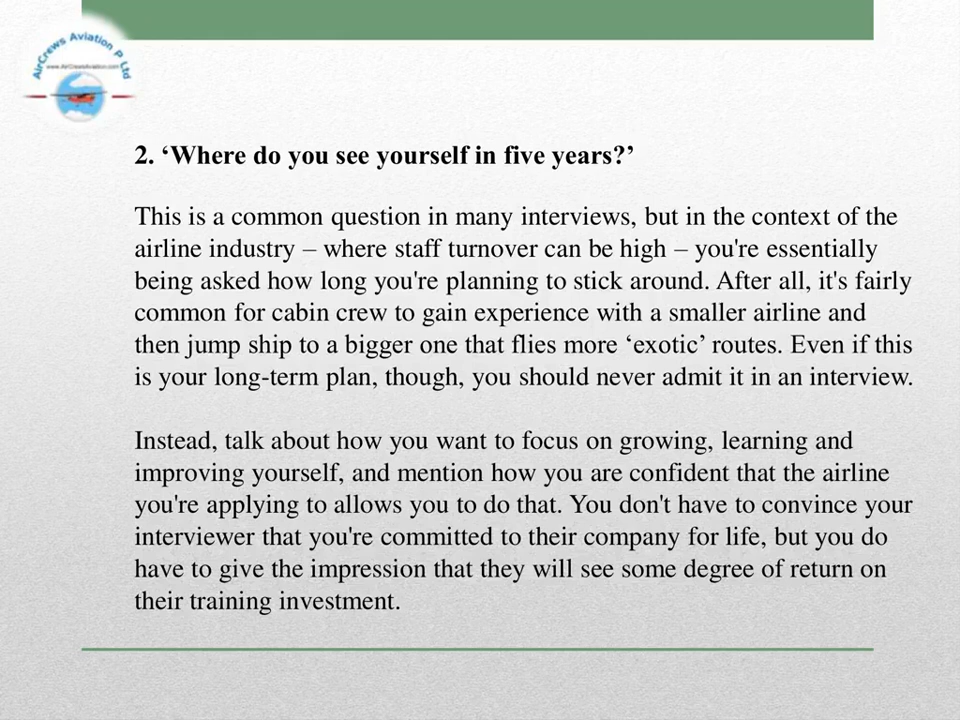 AirCrews Aviation P Ltd
www.AirCrewsAviation.com
2. ‘Where do you see yourself in five years?’
This is a common question in many interviews, but in the context of the
airline industry – where staff turnover can be high – you're essentially
being asked how long you're planning to stick around. After all, it's fairly
common for cabin crew to gain experience with a smaller airline and
then jump ship to a bigger one that flies more ‘exotic’ routes. Even if this
is your long-term plan, though, you should never admit it in an interview.
Instead, talk about how you want to focus on growing, learning and
improving yourself, and mention how you are confident that the airline
you're applying to allows you to do that. You don't have to convince your
interviewer that you're committed to their company for life, but you do
have to give the impression that they will see some degree of return on
their training investment.